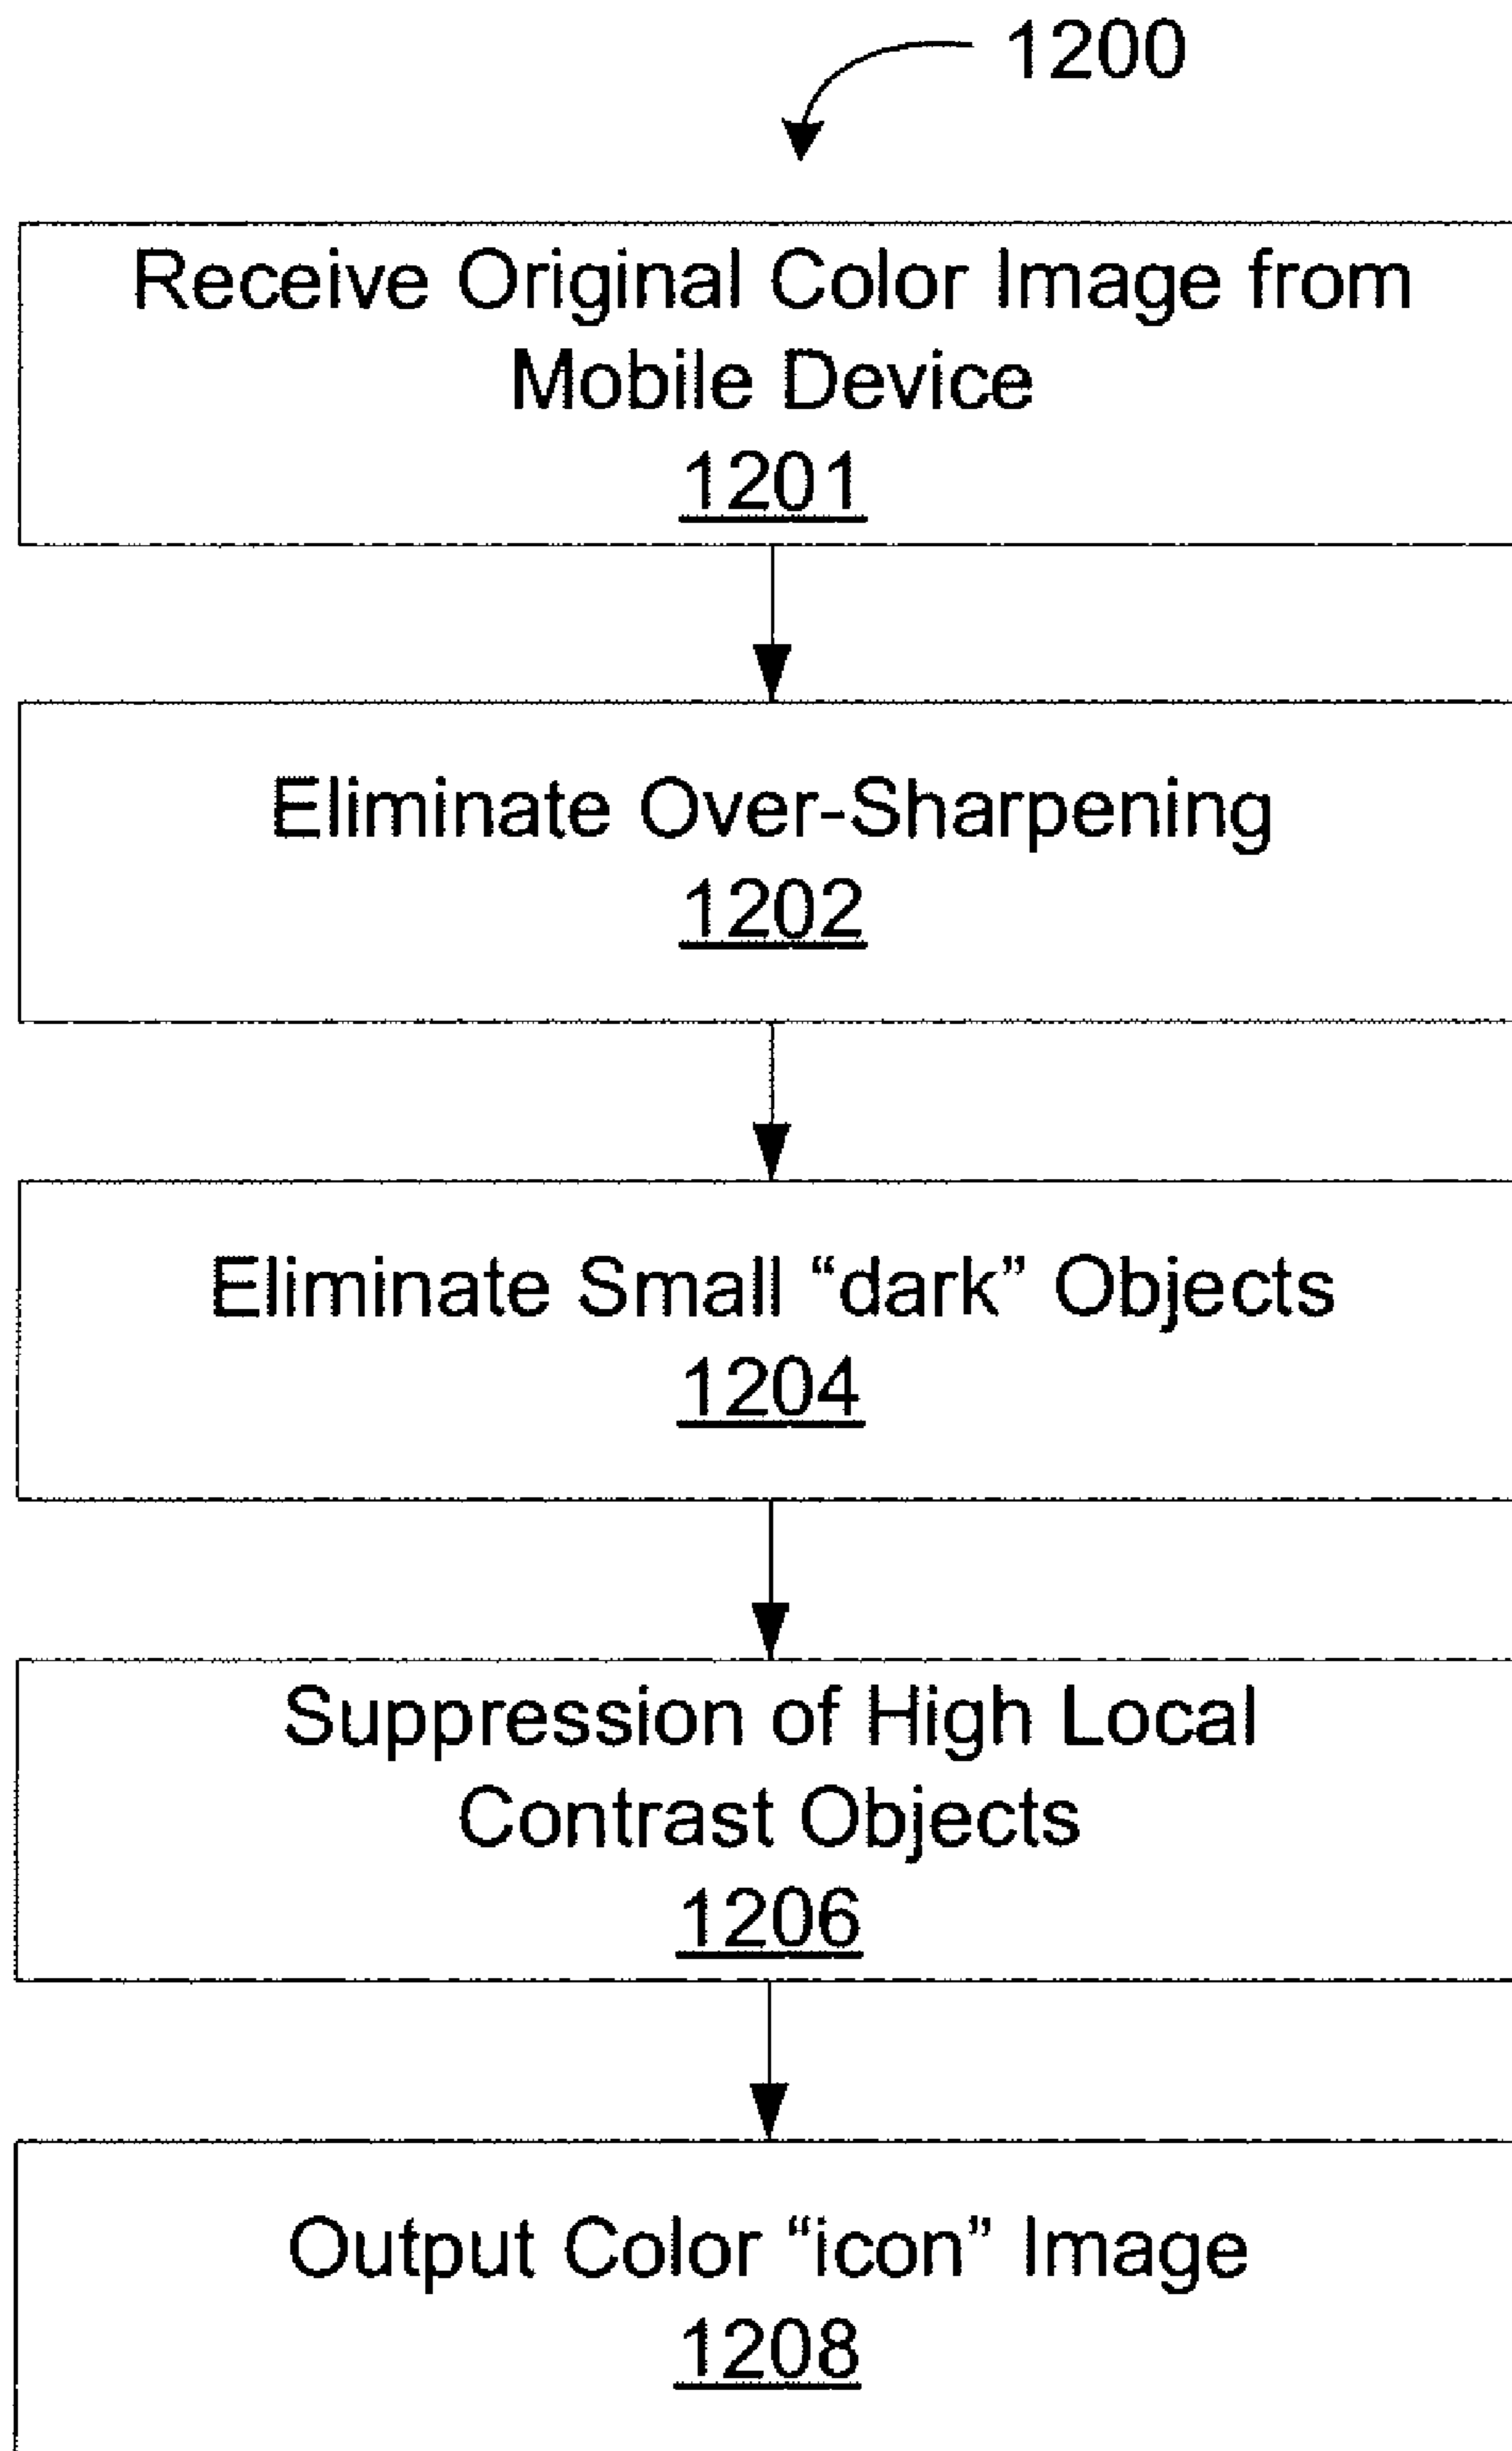 1200
Receive Original Color Image from
Mobile Device
1201
Eliminate Over-Sharpening
1202
Eliminate Small “dark” Objects
1204
Suppression of High Local
Contrast Objects
1206
Output Color “icon” Image
1208